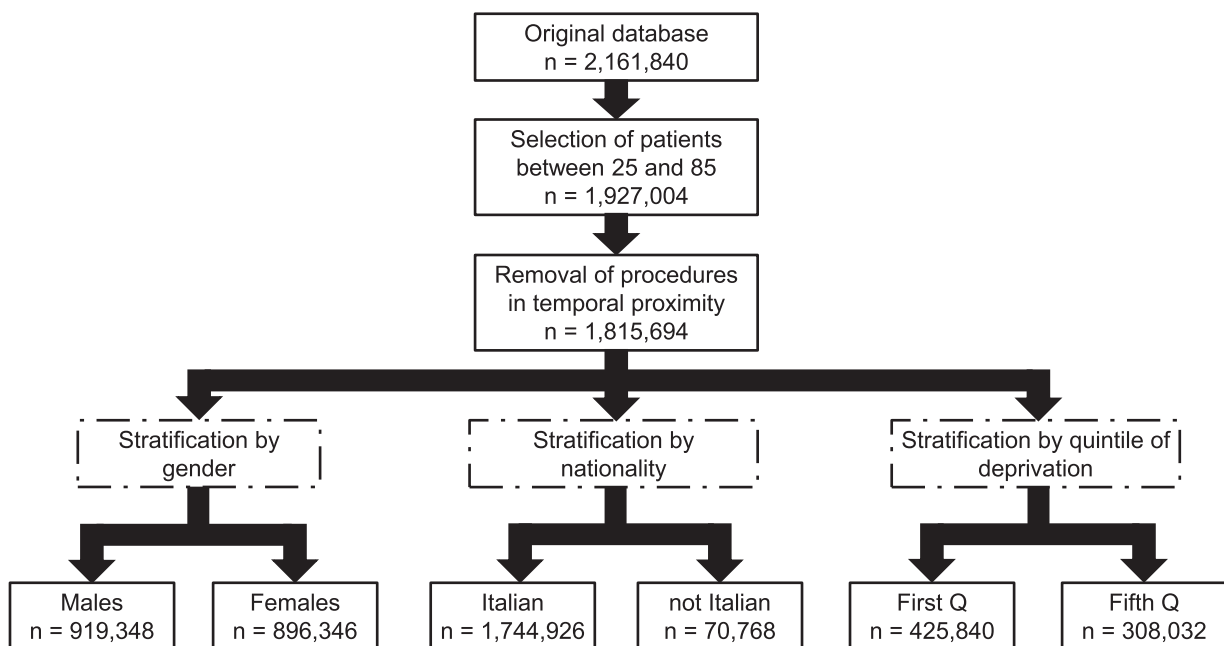 Original database
n = 2,161,840
Selection of patients
between 25 and 85
n = 1,927,004
Removal of procedures
in temporal proximity
n = 1,815,694
Stratification by
gender
Stratification by
nationality
Stratification by quintile of
deprivation
Males
n = 919,348
Females
n = 896,346
Italian
n = 1,744,926
not Italian
n = 70,768
First Q
n = 425,840
Fifth Q
n = 308,032